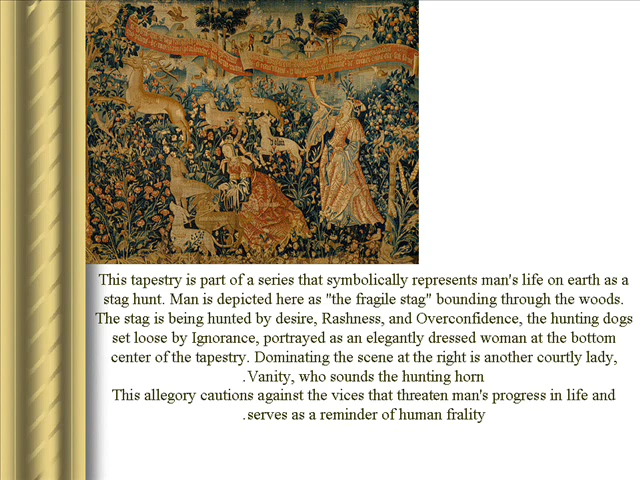 This tapestry is part of a series that symbolically represents man's life on earth as a
stag hunt. Man is depicted here as "the fragile stag" bounding through the woods.
The stag is being hunted by desire, Rashness, and Overconfidence, the hunting dogs
set loose by Ignorance, portrayed as an elegantly dressed woman at the bottom
center of the tapestry. Dominating the scene at the right is another courtly lady,
.Vanity, who sounds the hunting horn
This allegory cautions against the vices that threaten man's progress in life and
.serves as a reminder of human frality